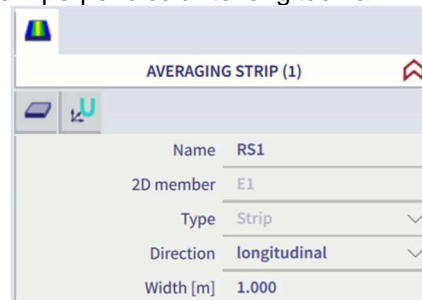 AVERAGING STRIP (1)
Name RS1
2D member E1
Type Strip
Direction longitudinal
Width [m] 1.000